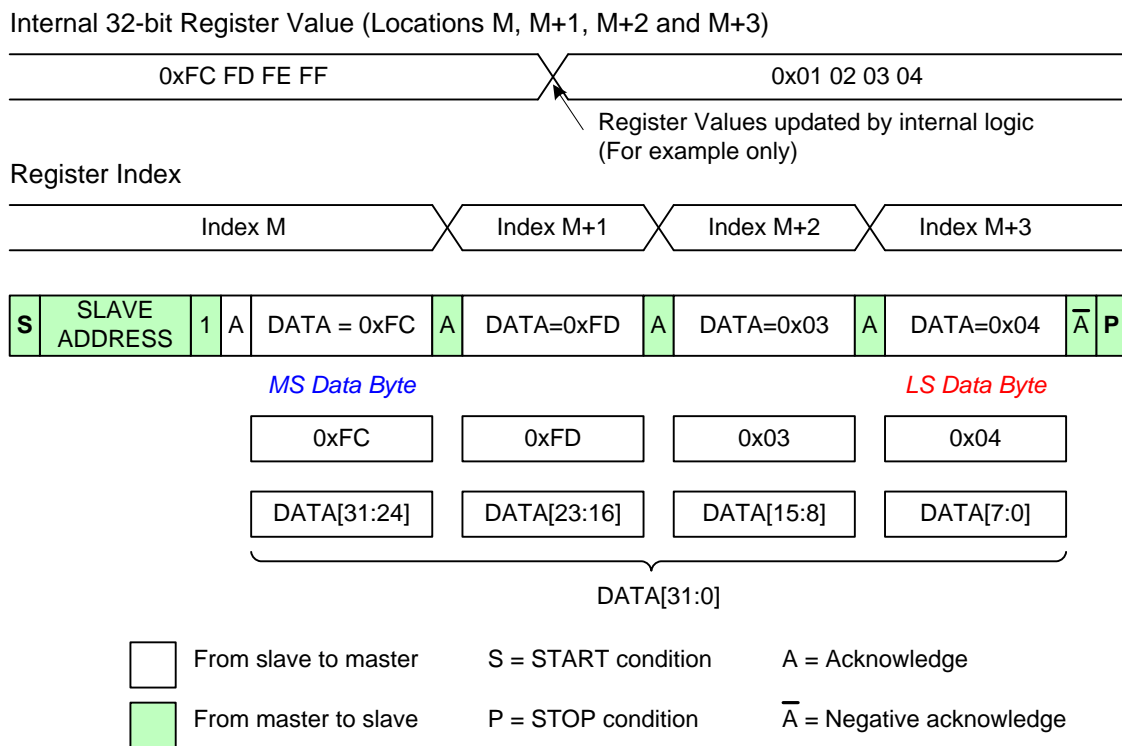 Internal 32-bit Register Value (Locations M, M+1, M+2 and M+3)
0xFC FD FE FF
0x01 02 03 04
Register Values updated by internal logic
(For example only)
Register Index
Index M
Index M+1
Index M+2
Index M+3
S
SLAVE
ADDRESS
1
A
DATA = 0xFC
A
DATA=0xFD
A
DATA=0x03
A
DATA=0x04
A̅
P
MS Data Byte
LS Data Byte
0xFC
0xFD
0x03
0x04
DATA[31:24]
DATA[23:16]
DATA[15:8]
DATA[7:0]
DATA[31:0]
From slave to master
S = START condition
A = Acknowledge
From master to slave
P = STOP condition
A̅ = Negative acknowledge